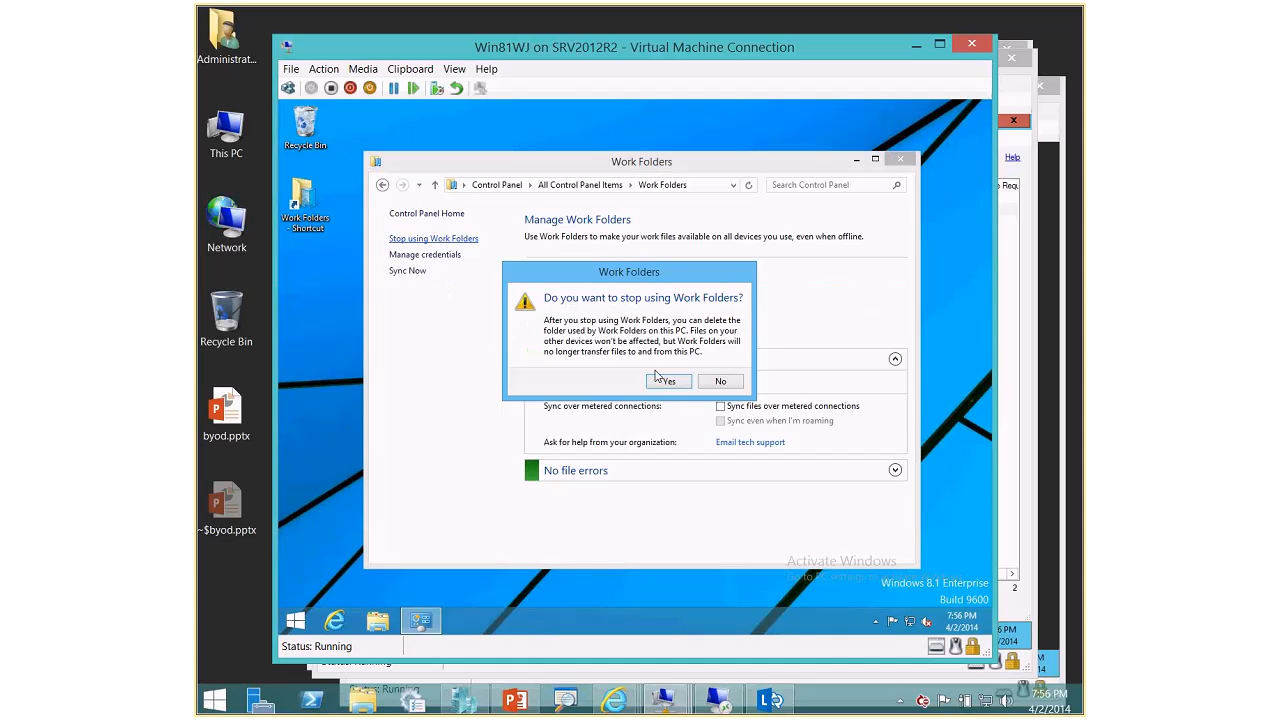 Administrat...
This PC
Network
Recycle Bin
byod.pptx
~$byod.pptx
Win81WJ on SRV2012R2 - Virtual Machine Connection
File Action Media Clipboard View Help
Recycle Bin
Work Folders
- Shortcut
Work Folders
Control Panel
All Control Panel Items
Work Folders
Search Control Panel
Control Panel Home
Stop using Work Folders
Manage credentials
Sync Now
Manage Work Folders
Use Work Folders to make your work files available on all devices you use, even when offline.
Work Folders
Do you want to stop using Work Folders?
After you stop using Work Folders, you can delete the
folder used by Work Folders on this PC. Files on your
other devices won't be affected, but Work Folders will
no longer transfer files to and from this PC.
Yes
No
Sync over metered connections:
Sync files over metered connections
Sync even when I'm roaming
Ask for help from your organization:
Email tech support
No file errors
Activate Windows
Windows 8.1 Enterprise
Build 9600
7:56 PM
4/2/2014
Status: Running
Help
2
Status: Running
7:56 PM
4/2/2014